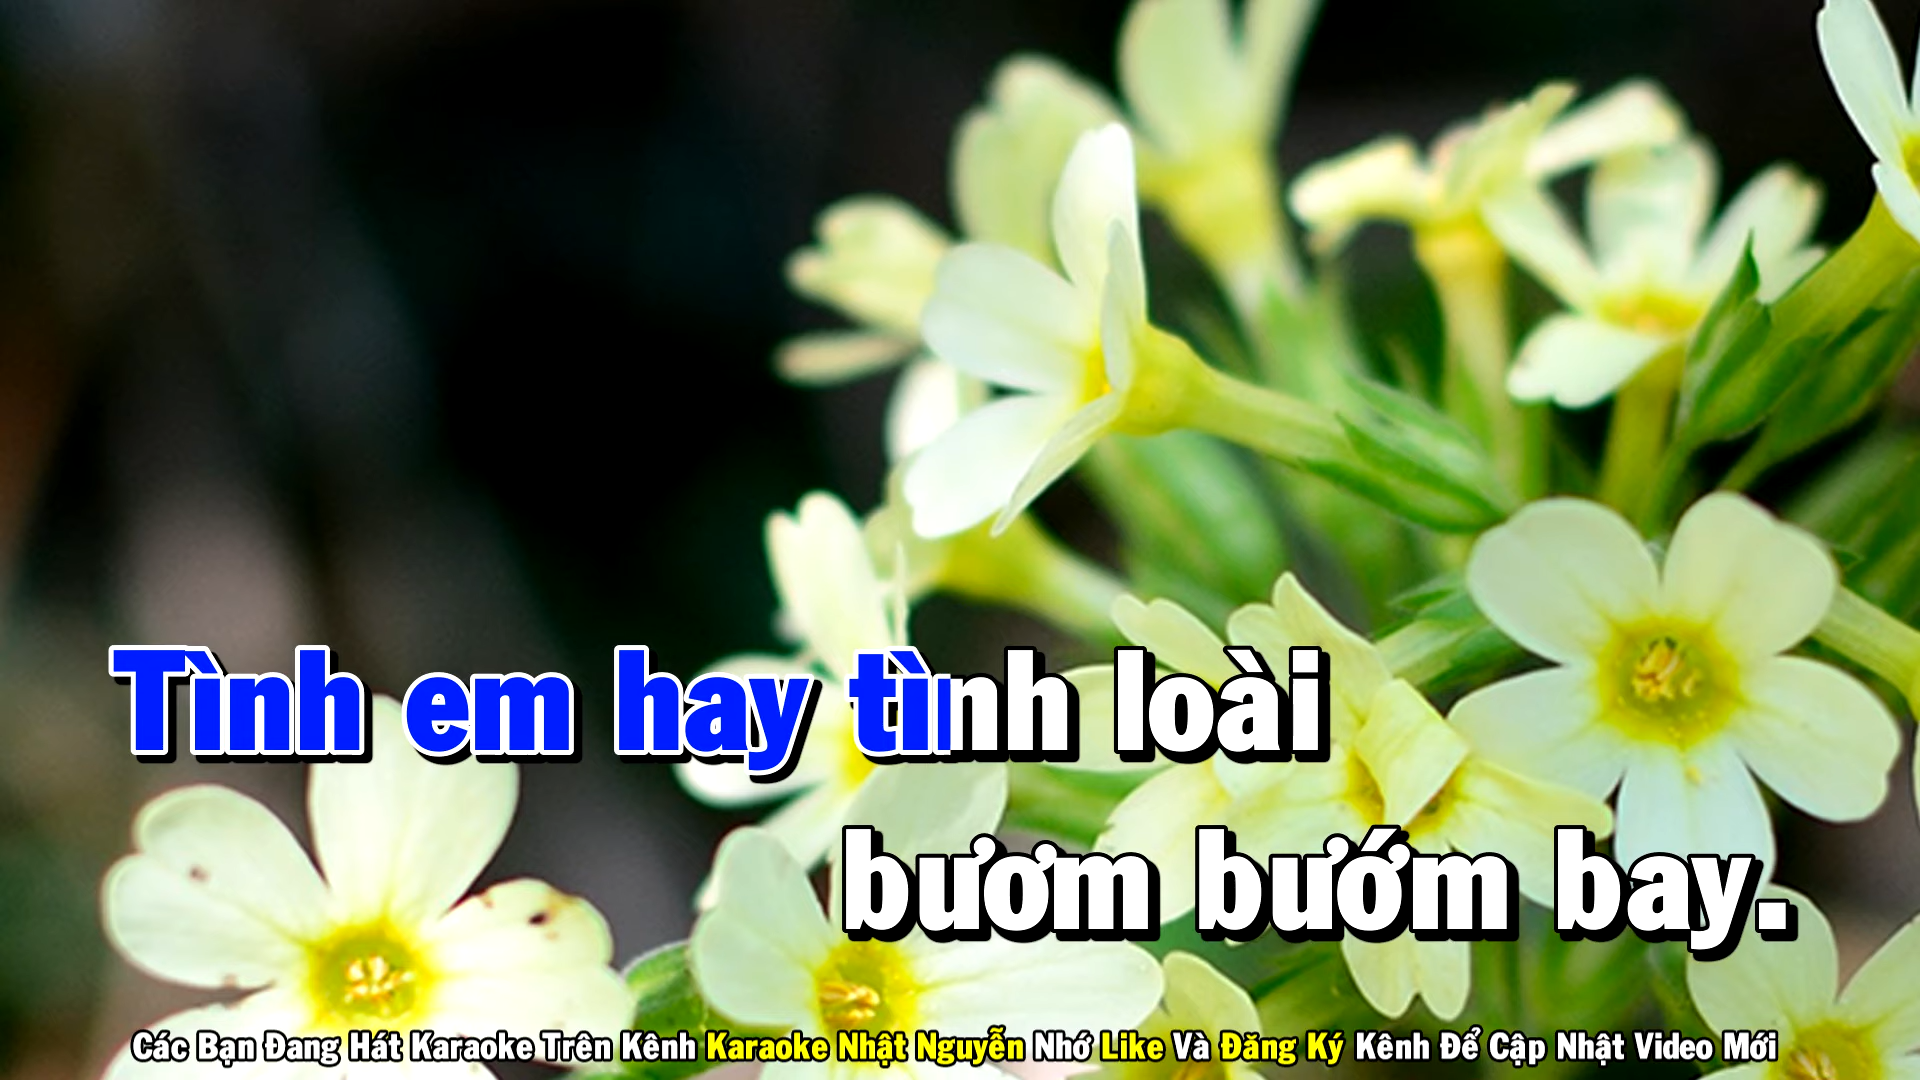 Tình em hay tình loài
bươm bướm bay.
Các Bạn Đang Hát Karaoke Trên Kênh Karaoke Nhật Nguyễn Nhớ Like Và Đăng Ký Kênh Để Cập Nhật Video Mới